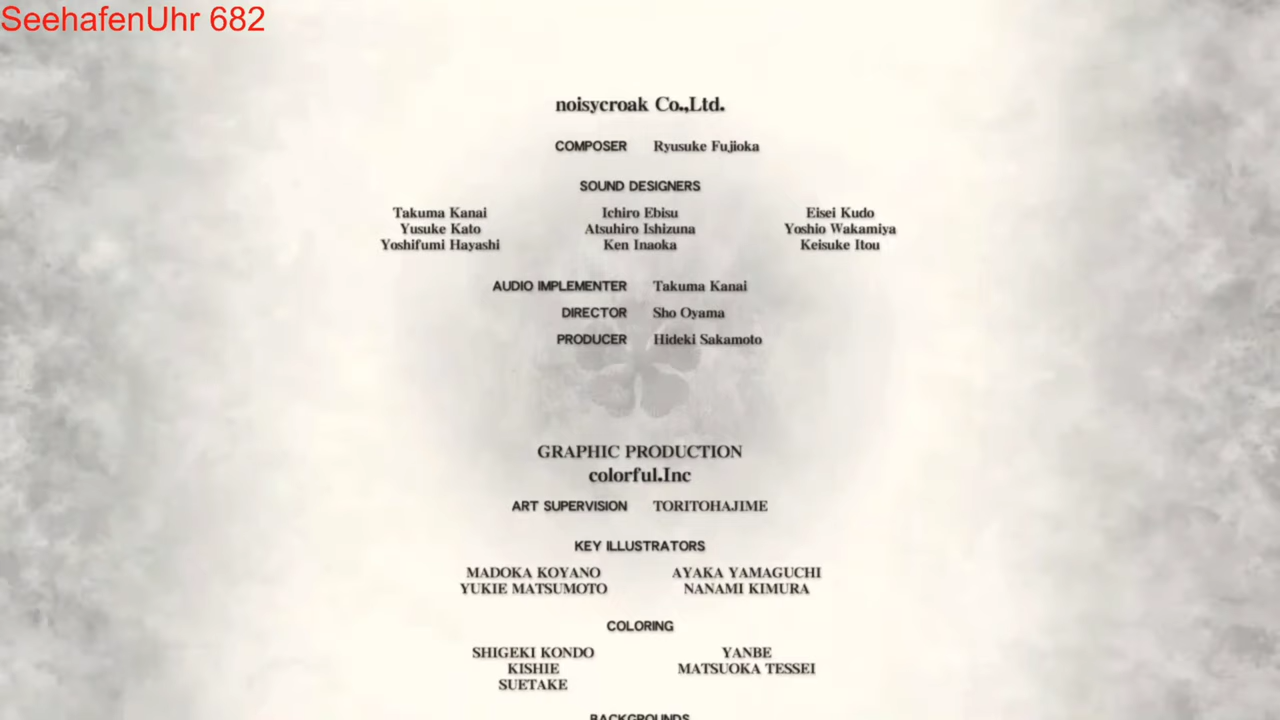 SeehafenUhr 682
noisycroak Co.,Ltd.
COMPOSER Ryusuke Fujioka
SOUND DESIGNERS
Takuma Kanai Ichiro Ebisu Eisei Kudo
Yusuke Kato Atsuhiro Ishizuna Yoshio Wakamiya
Yoshifumi Hayashi Ken Inaoka Keisuke Itou
AUDIO IMPLEMENTER Takuma Kanai
DIRECTOR Sho Oyama
PRODUCER Hideki Sakamoto
GRAPHIC PRODUCTION
colorful.Inc
ART SUPERVISION TORITOHAJIME
KEY ILLUSTRATORS
MADOKA KOYANO AYAKA YAMAGUCHI
YUKIE MATSUMOTO NANAMI KIMURA
COLORING
SHIGEKI KONDO YANBE
KISHIE MATSUOKA TESSEI
SUETAKE
BACKGROUNDS